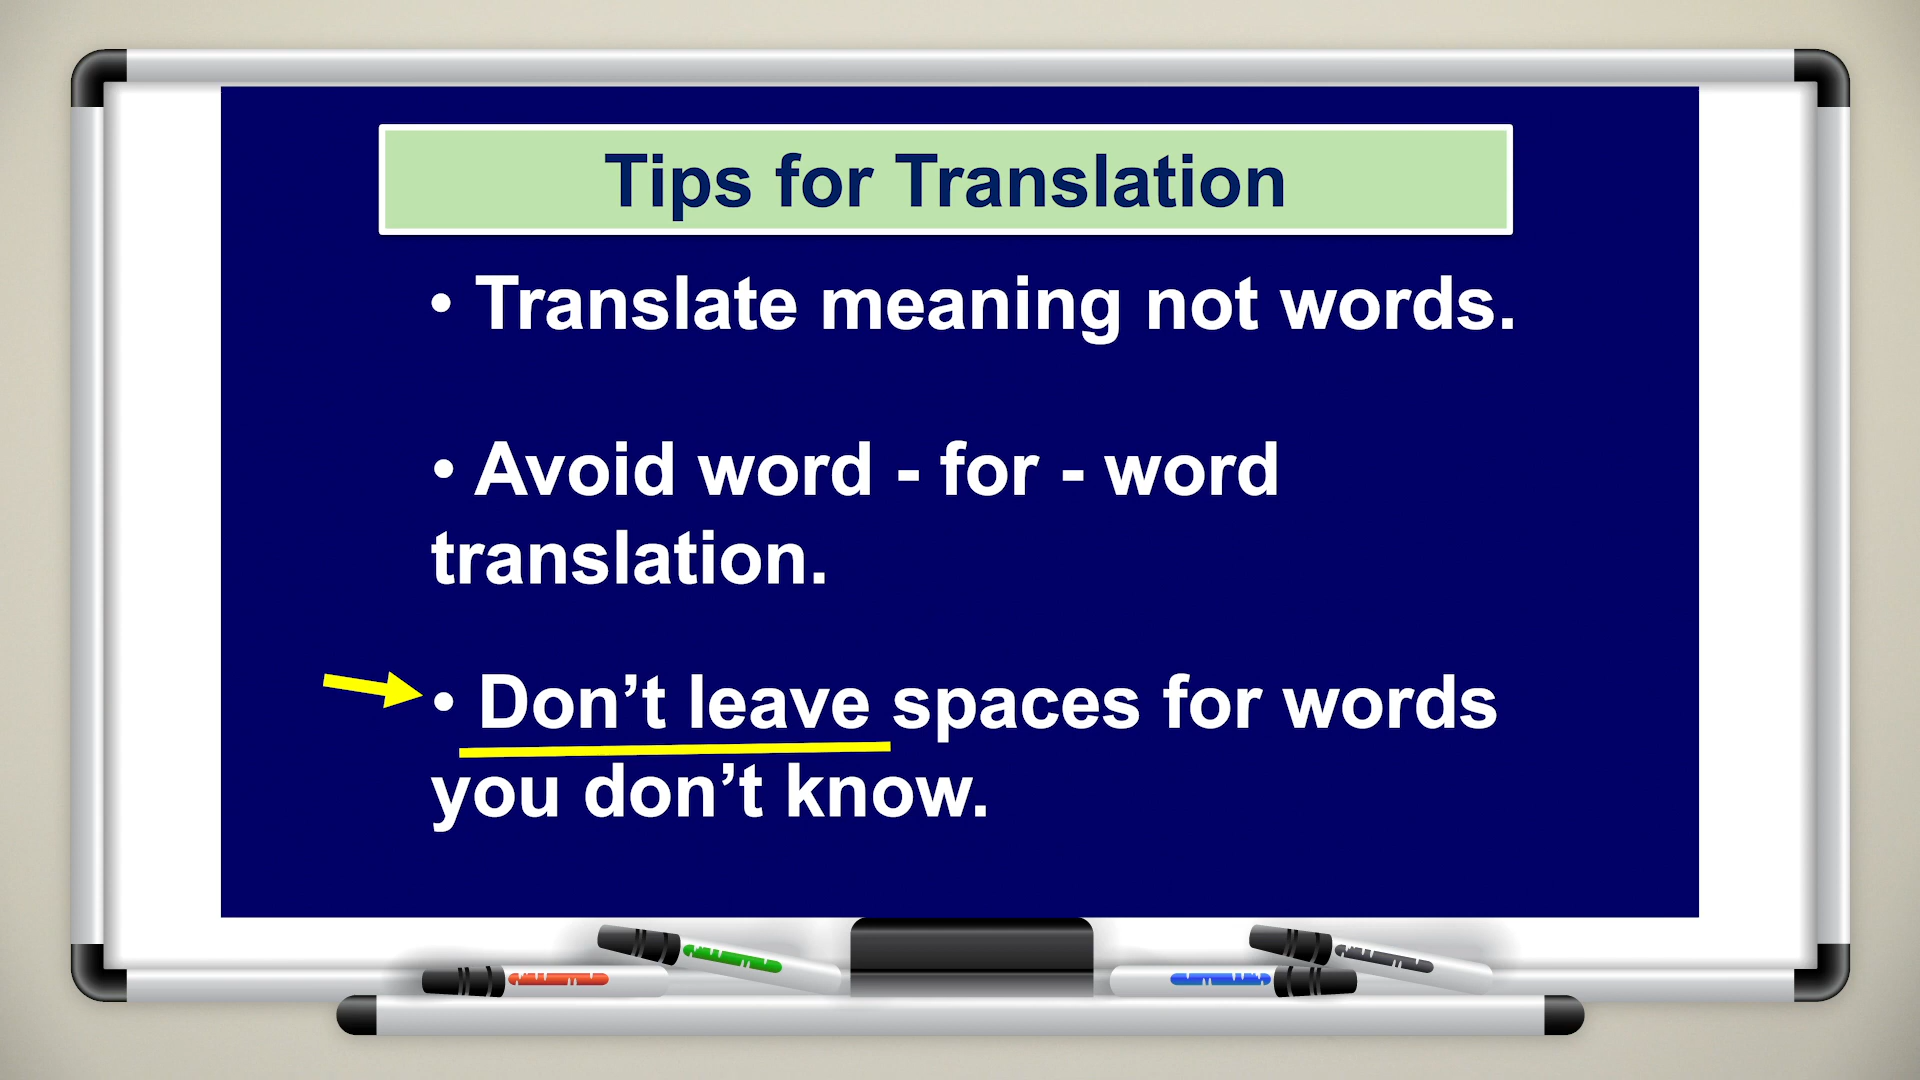 Tips for Translation
• Translate meaning not words.
• Avoid word - for - word
translation.
• Don’t leave spaces for words
you don’t know.